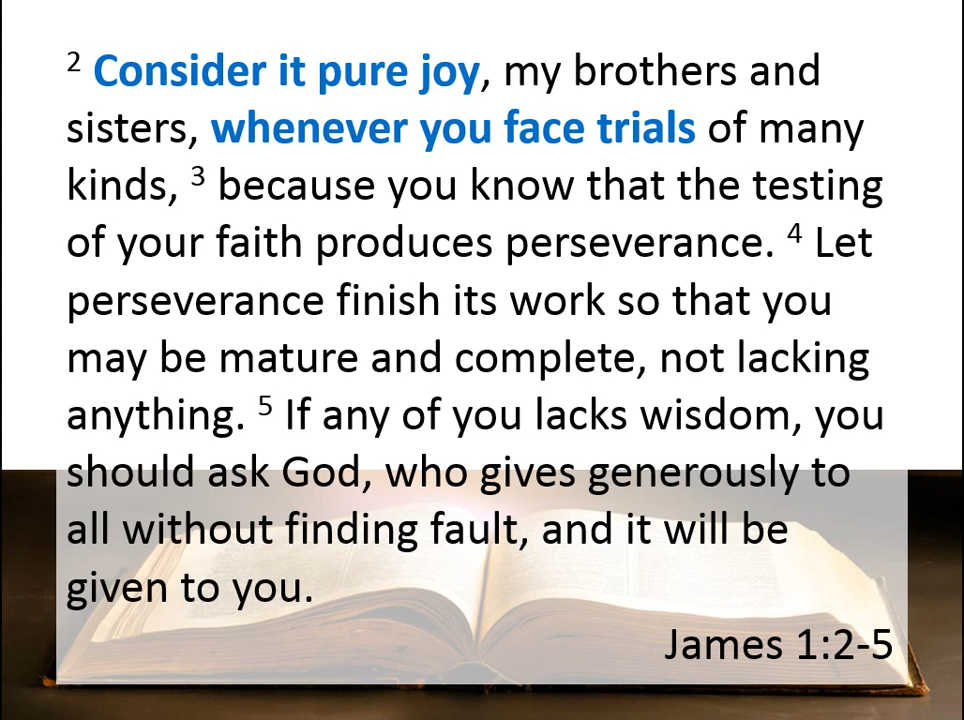 ² Consider it pure joy, my brothers and
sisters, whenever you face trials of many
kinds, ³ because you know that the testing
of your faith produces perseverance. ⁴ Let
perseverance finish its work so that you
may be mature and complete, not lacking
anything. ⁵ If any of you lacks wisdom, you
should ask God, who gives generously to
all without finding fault, and it will be
given to you.
James 1:2-5